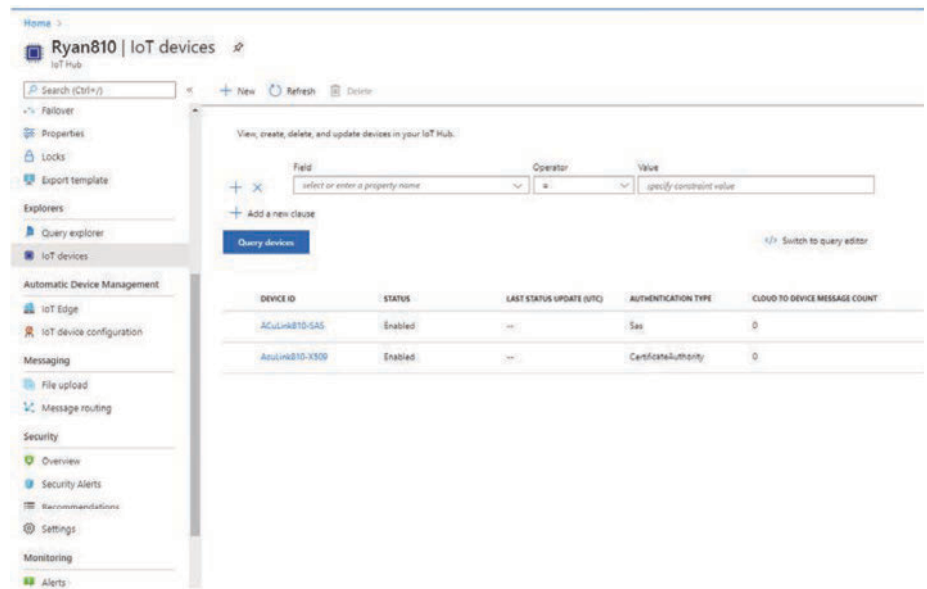 Home >
Ryan810 | IoT devices
IoT Hub
Search (Ctrl+/)
«
New
Refresh
Delete
Failover
Properties
Locks
Export template
Explorers
Query explorer
IoT devices
Automatic Device Management
IoT Edge
IoT device configuration
Messaging
File upload
Message routing
Security
Overview
Security Alerts
Recommendations
Settings
Monitoring
Alerts
View, create, delete, and update devices in your IoT Hub.
Field Operator Value
select or enter a property name = specify constraint value
Add a new clause
Query devices </> Switch to query editor
DEVICE ID STATUS LAST STATUS UPDATE (UTC) AUTHENTICATION TYPE CLOUD TO DEVICE MESSAGE COUNT
ACuLink810-SAS Enabled -- Sas 0
AcuLink810-X509 Enabled -- CertificateAuthority 0